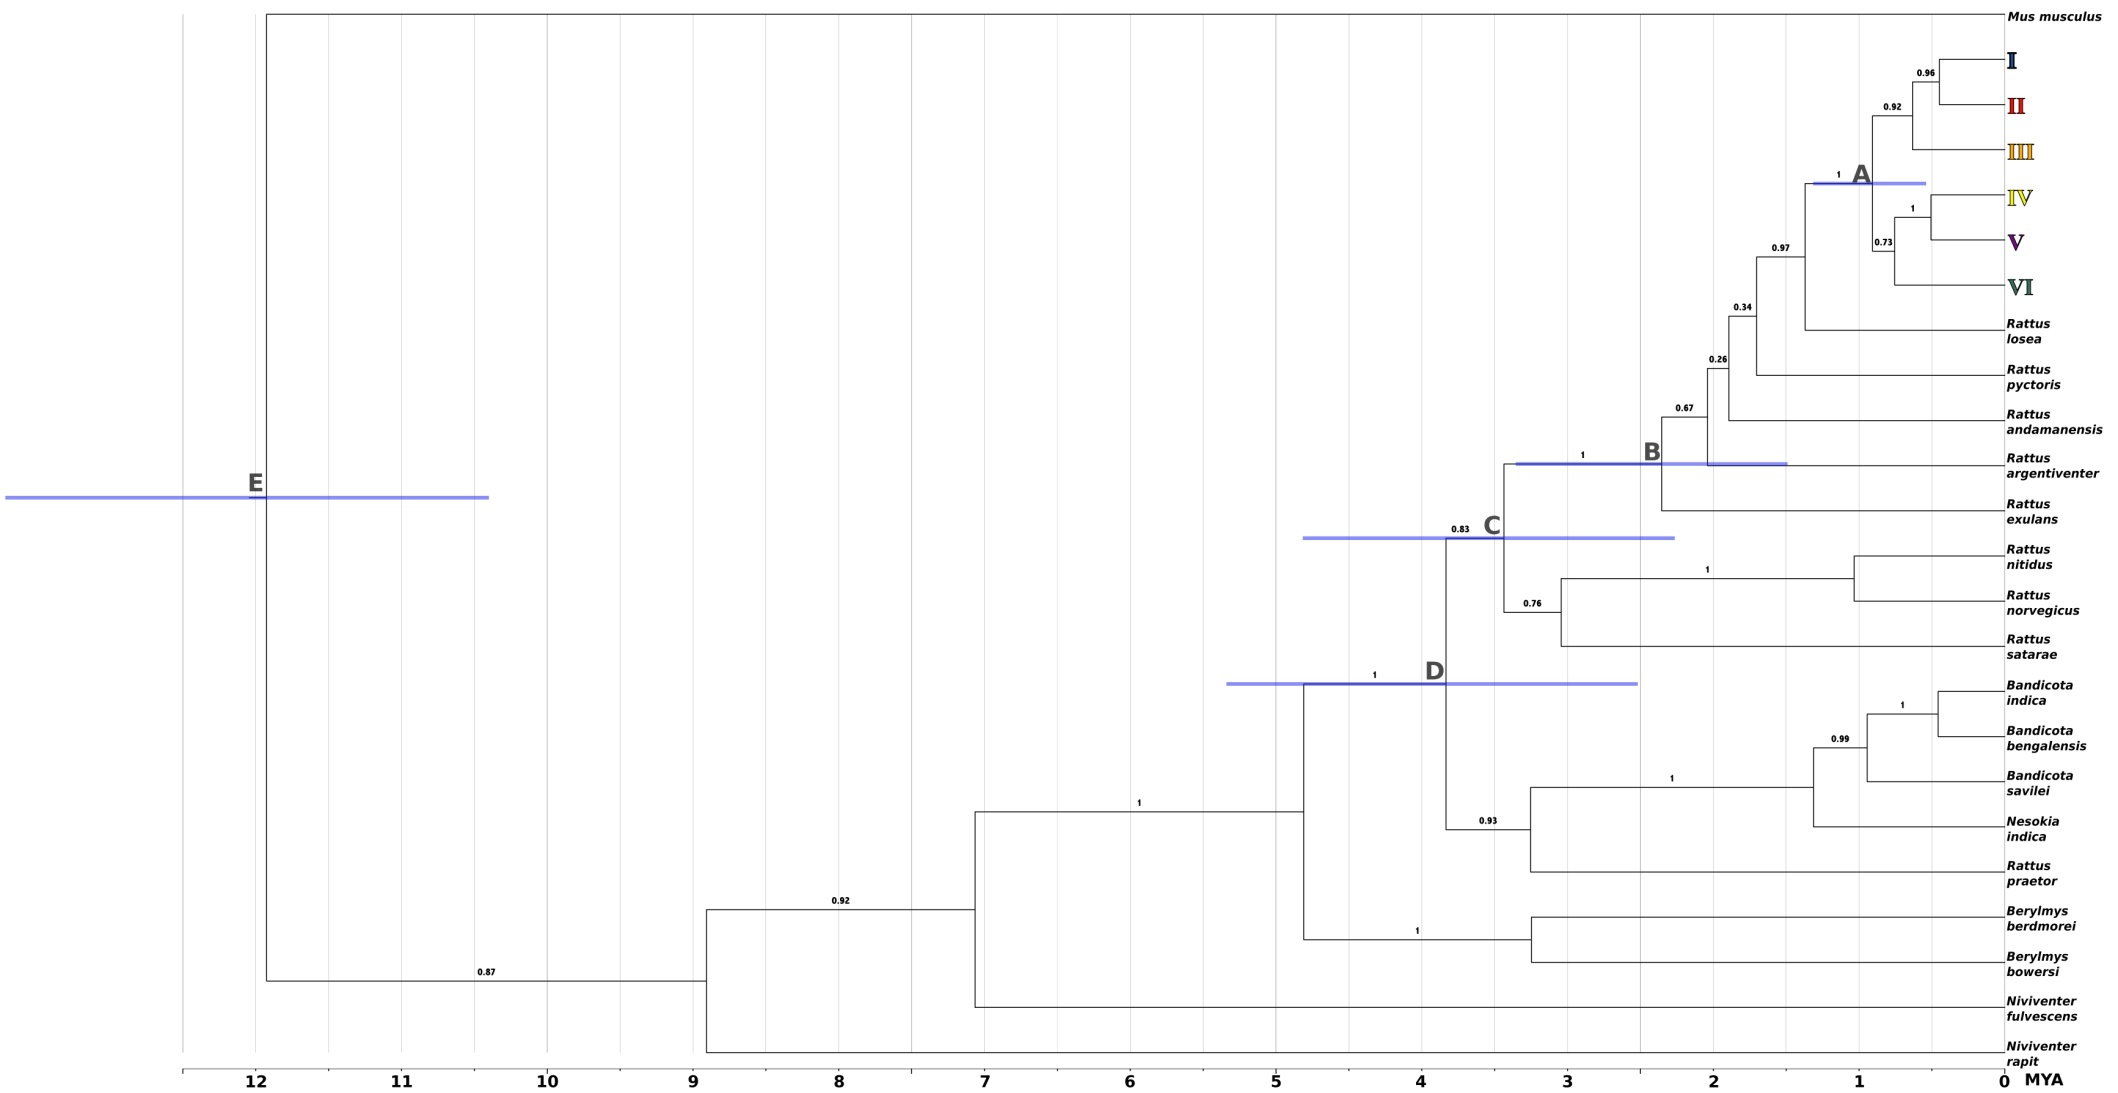 Mus musculus
I
0.96
II
0.92
III
1
A
IV
1
V
0.73
0.97
VI
0.34
Rattus
losea
0.26
Rattus
pyctoris
0.67
Rattus
andamanensis
1
B
Rattus
argentiventer
E
Rattus
exulans
0.83
C
Rattus
nitidus
1
Rattus
norvegicus
0.76
Rattus
satarae
1
D
Bandicota
indica
1
Bandicota
bengalensis
0.99
Bandicota
savilei
1
1
Nesokia
indica
0.93
Rattus
praetor
0.92
Berylmys
berdmorei
1
Berylmys
bowersi
0.87
Niviventer
fulvescens
Niviventer
rapit
12 11 10 9 8 7 6 5 4 3 2 1 0 MYA